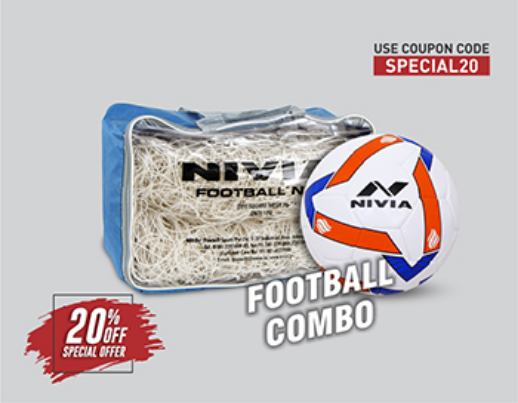 USE COUPON CODE
SPECIAL20
NIVIA
FOOTBALL N
NIVIA
FOOTBALL
COMBO
20%
OFF
SPECIAL OFFER